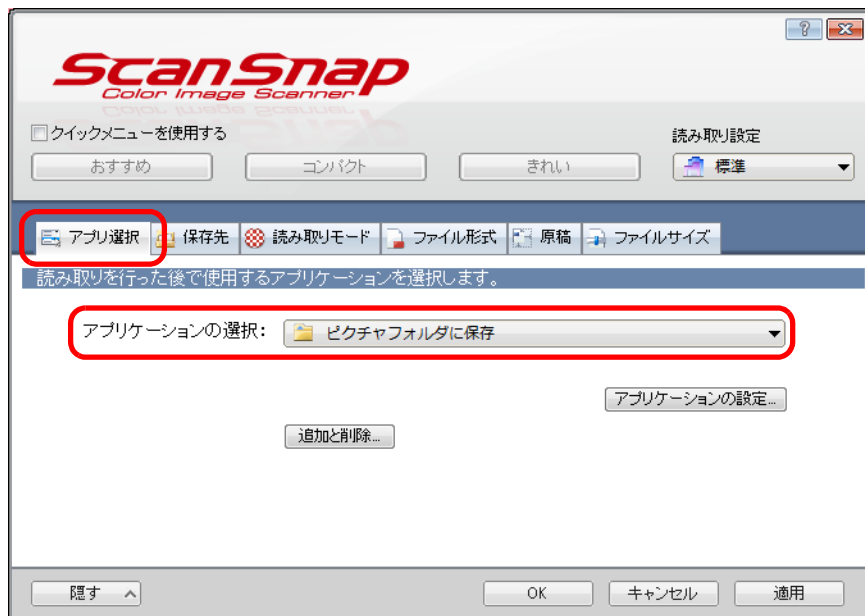 ScanSnap
Color Image Scanner
クイックメニューを使用する
読み取り設定
おすすめ
コンパクト
きれい
標準
アプリ選択
保存先
読み取りモード
ファイル形式
原稿
ファイルサイズ
読み取りを行った後で使用するアプリケーションを選択します。
アプリケーションの選択:
ピクチャフォルダに保存
アプリケーションの設定...
追加と削除...
隠す
OK
キャンセル
適用